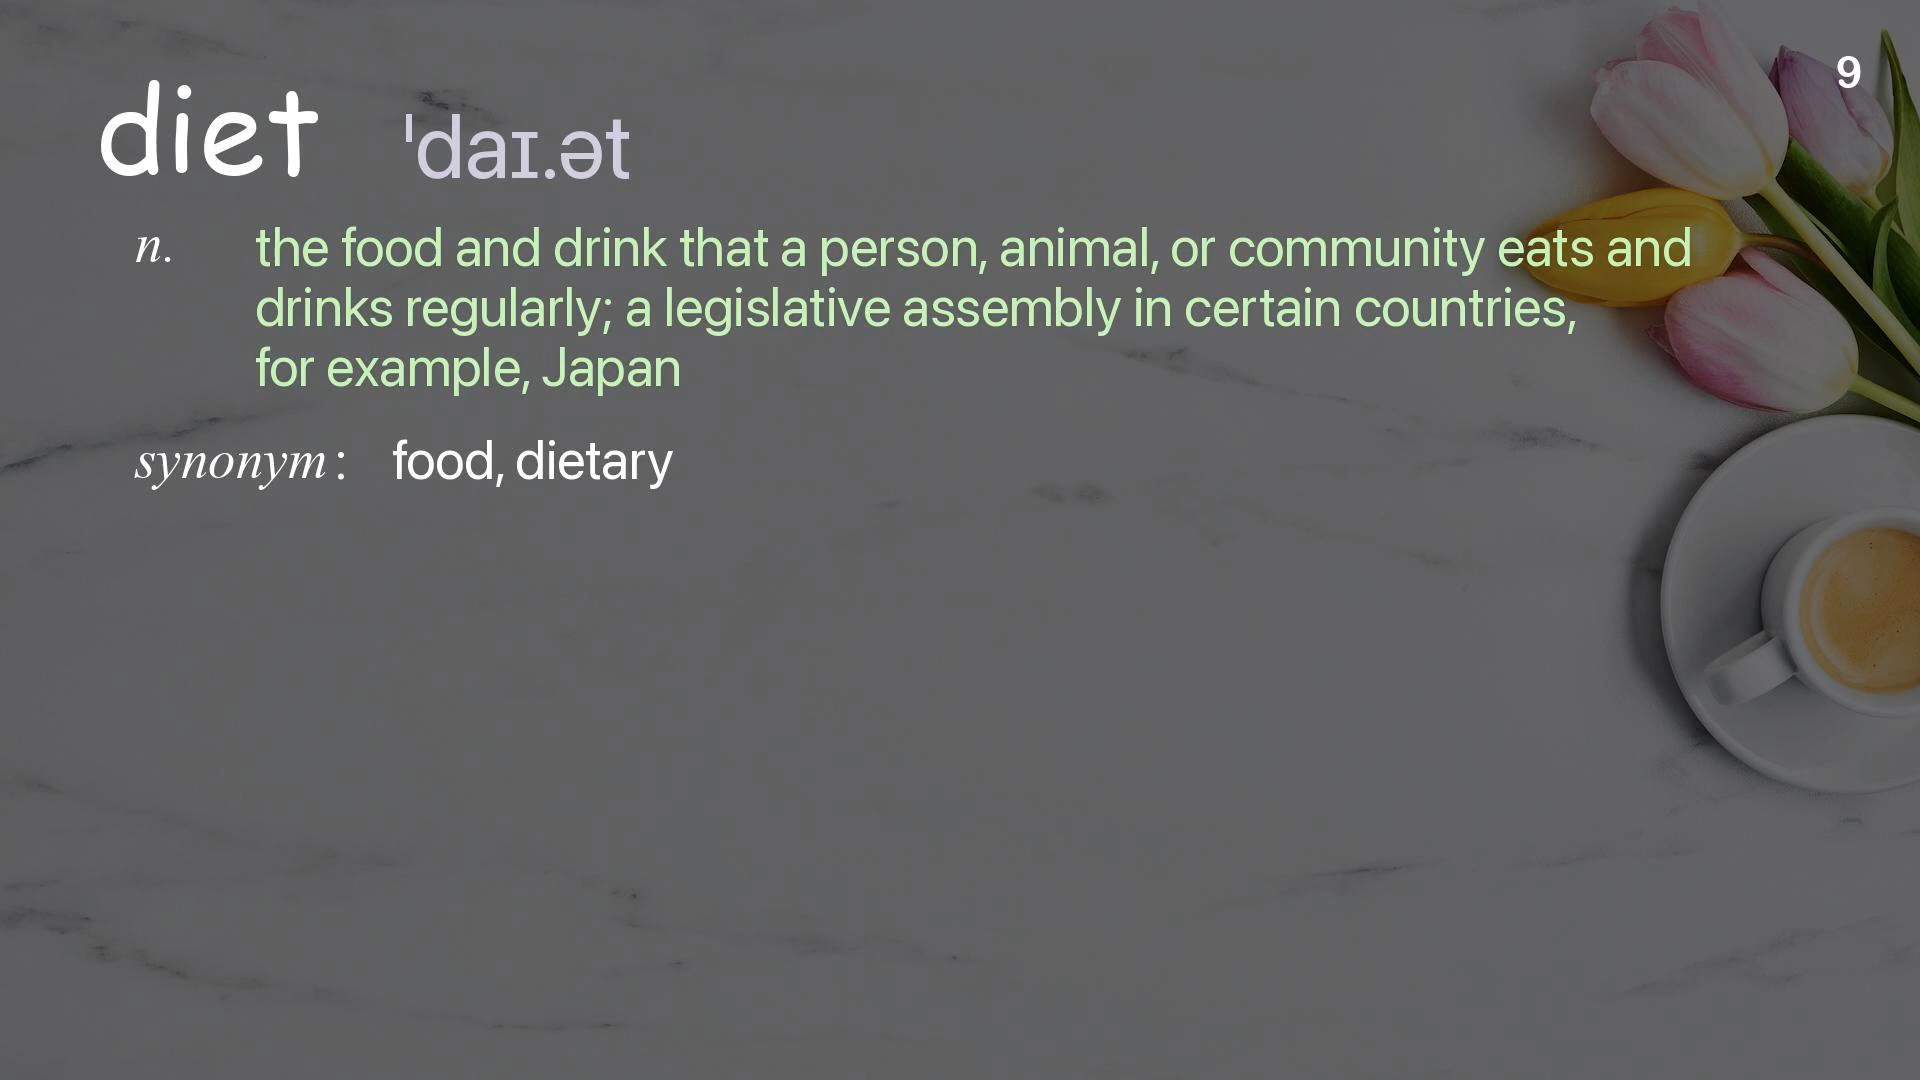 9
diet ˈdaɪ.ət
n. the food and drink that a person, animal, or community eats and
drinks regularly; a legislative assembly in certain countries,
for example, Japan
synonym: food, dietary